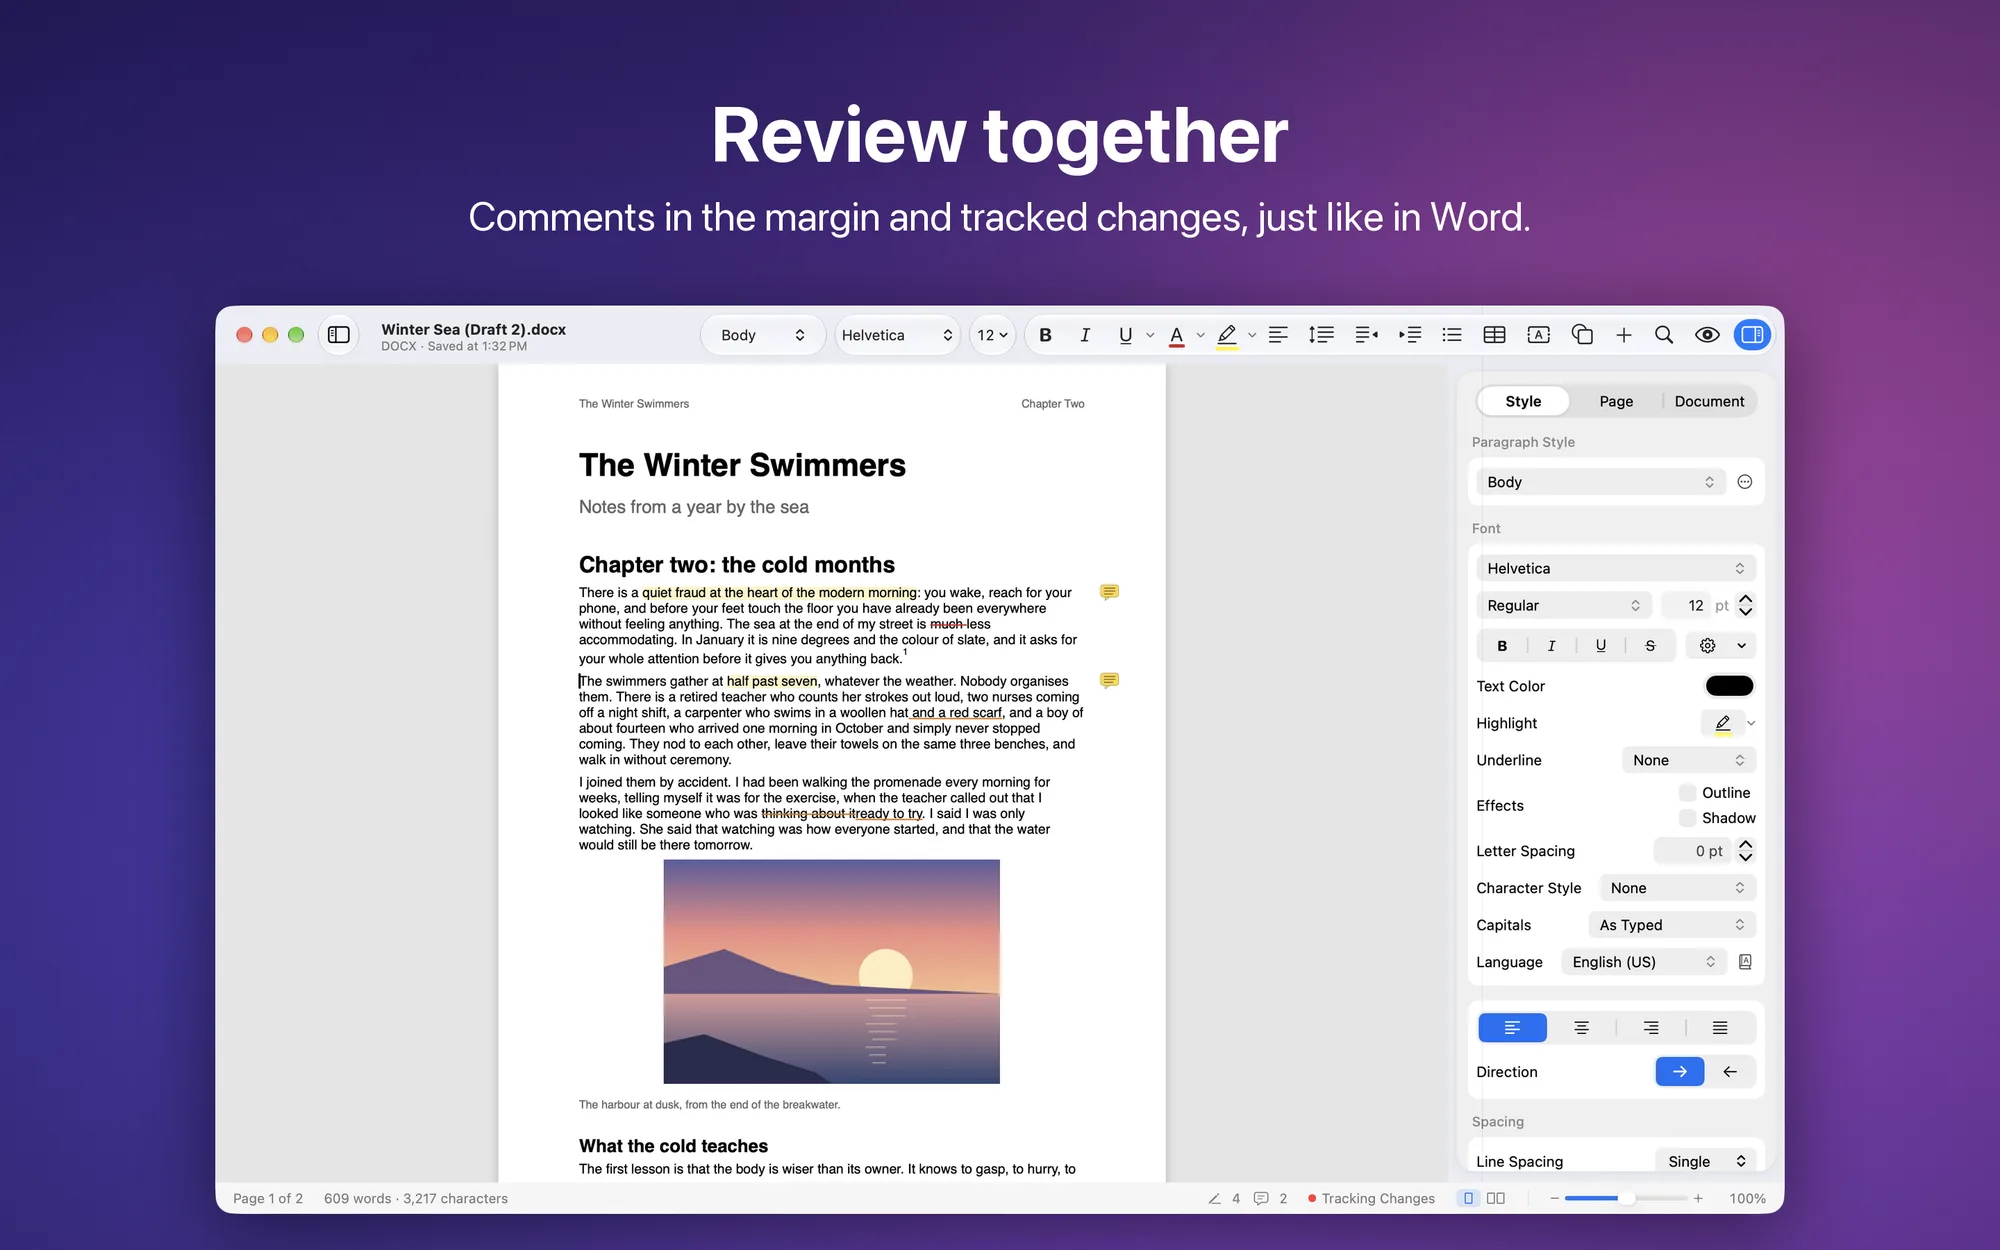 Review together
Comments in the margin and tracked changes, just like in Word.
Winter Sea (Draft 2).docx
DOCX · Saved at 1:32 PM
Body
Helvetica
12
B I U A
The Winter Swimmers
Chapter Two
The Winter Swimmers
Notes from a year by the sea
Chapter two: the cold months
There is a quiet fraud at the heart of the modern morning: you wake, reach for your
phone, and before your feet touch the floor you have already been everywhere
without feeling anything. The sea at the end of my street is much less
accommodating. In January it is nine degrees and the colour of slate, and it asks for
your whole attention before it gives you anything back.1
The swimmers gather at half past seven, whatever the weather. Nobody organises
them. There is a retired teacher who counts her strokes out loud, two nurses coming
off a night shift, a carpenter who swims in a woollen hat and a red scarf, and a boy of
about fourteen who arrived one morning in October and simply never stopped
coming. They nod to each other, leave their towels on the same three benches, and
walk in without ceremony.
I joined them by accident. I had been walking the promenade every morning for
weeks, telling myself it was for the exercise, when the teacher called out that I
looked like someone who was thinking about itready to try. I said I was only
watching. She said that watching was how everyone started, and that the water
would still be there tomorrow.
The harbour at dusk, from the end of the breakwater.
What the cold teaches
The first lesson is that the body is wiser than its owner. It knows to gasp, to hurry, to
Style
Page
Document
Paragraph Style
Body
Font
Helvetica
Regular
12 pt
B I U S
Text Color
Highlight
Underline
None
Effects
Outline
Shadow
Letter Spacing
0 pt
Character Style
None
Capitals
As Typed
Language
English (US)
Direction
Spacing
Line Spacing
Single
Page 1 of 2
609 words · 3,217 characters
4
2
Tracking Changes
100%